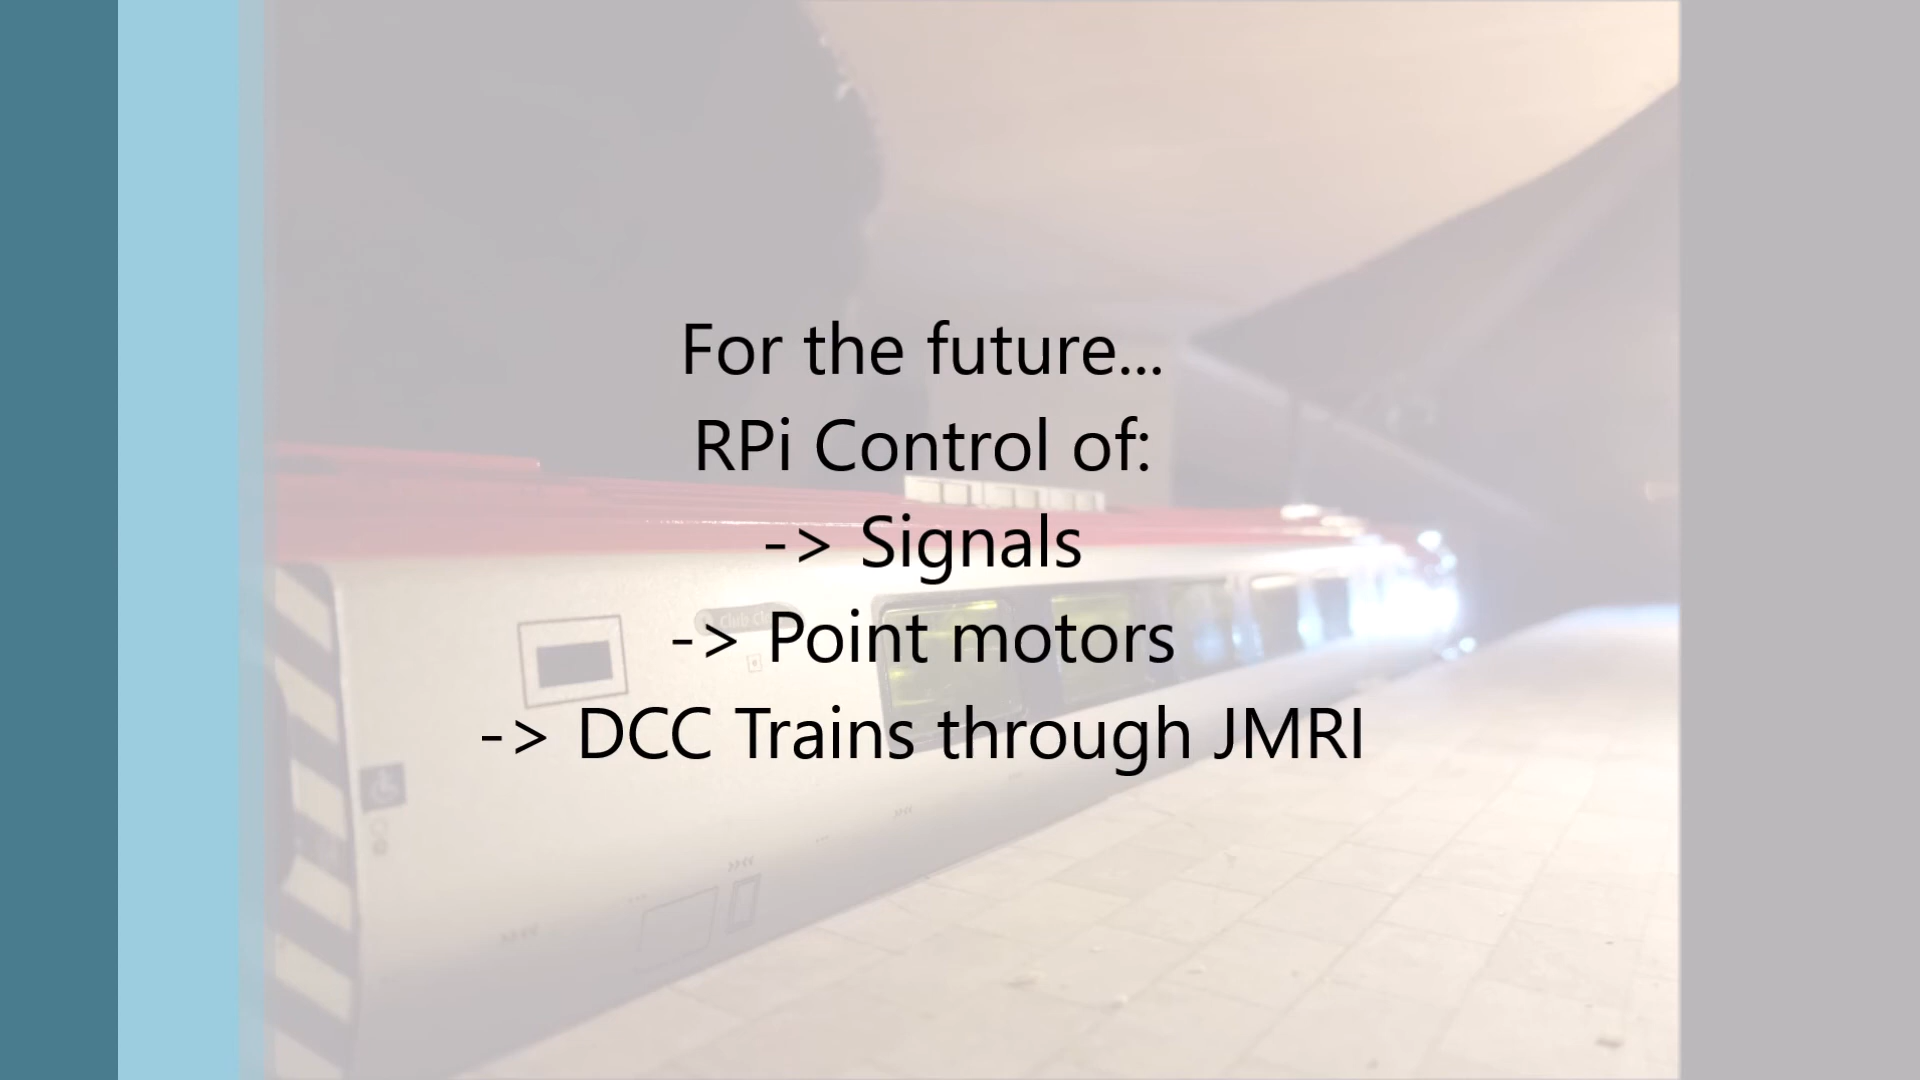 For the future...
RPi Control of:
-> Signals
-> Point motors
-> DCC Trains through JMRI